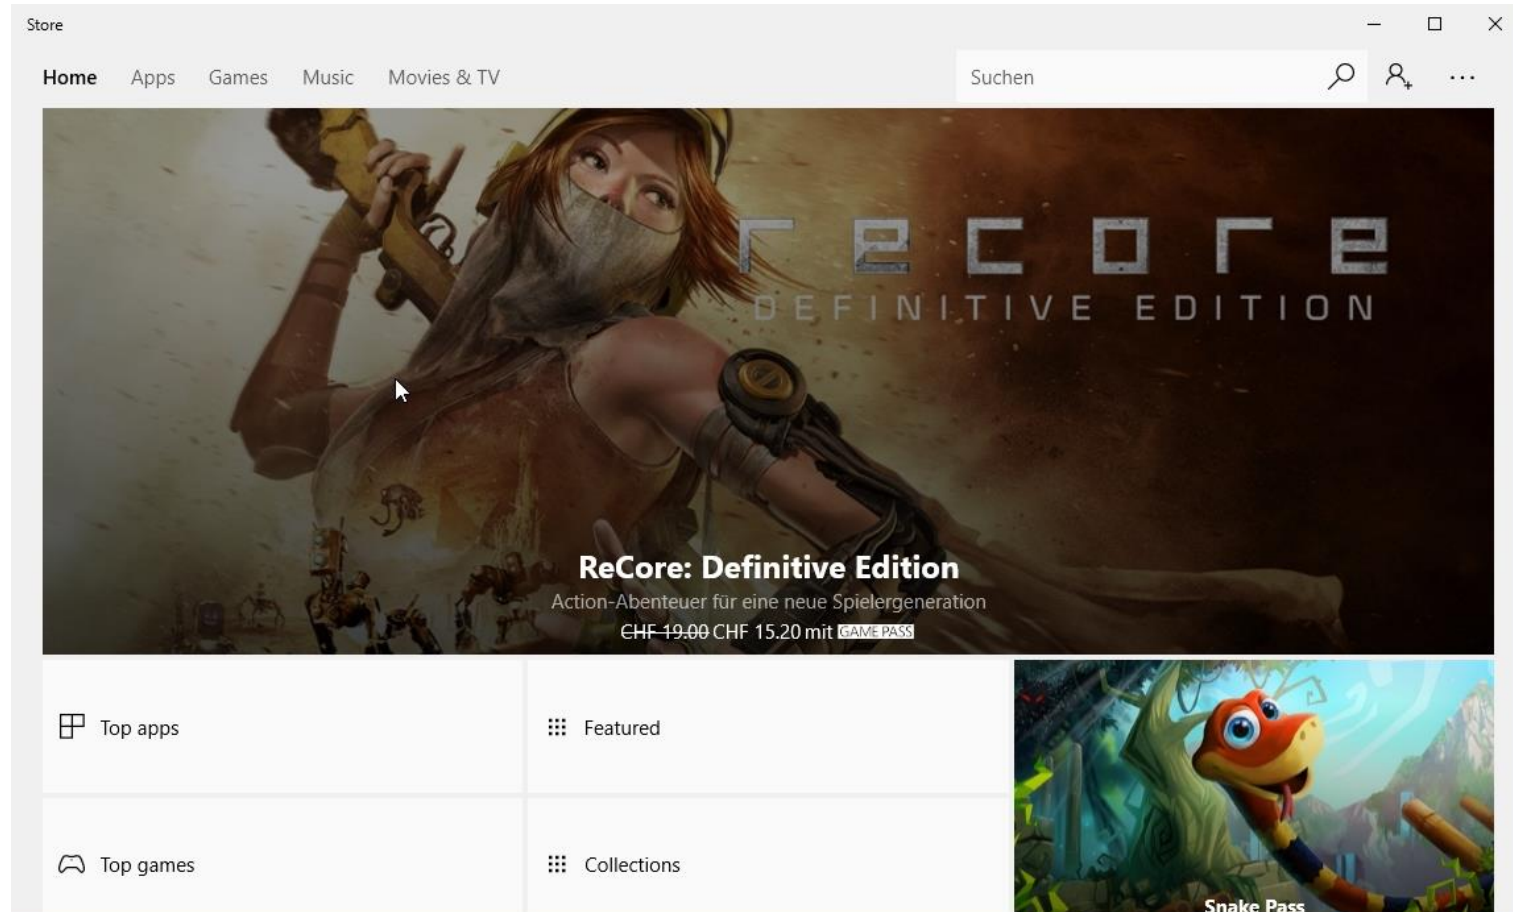 Store
Home Apps Games Music Movies & TV Suchen
recore
DEFINITIVE EDITION
ReCore: Definitive Edition
Action-Abenteuer für eine neue Spielergeneration
CHF 19.00 CHF 15.20 mit GAME PASS
Top apps
Featured
Top games
Collections
Snake Pass